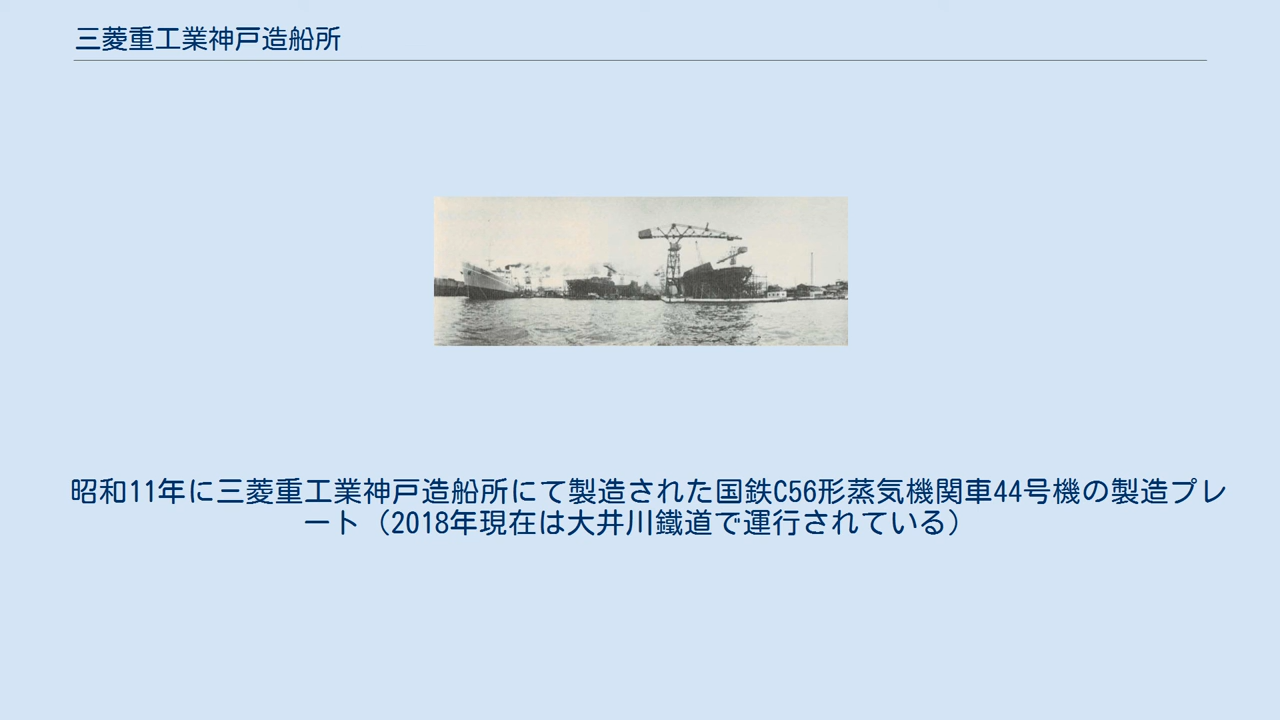 三菱重工業神戸造船所
昭和11年に三菱重工業神戸造船所にて製造された国鉄C56形蒸気機関車44号機の製造プレ
ート（2018年現在は大井川鐵道で運行されている）